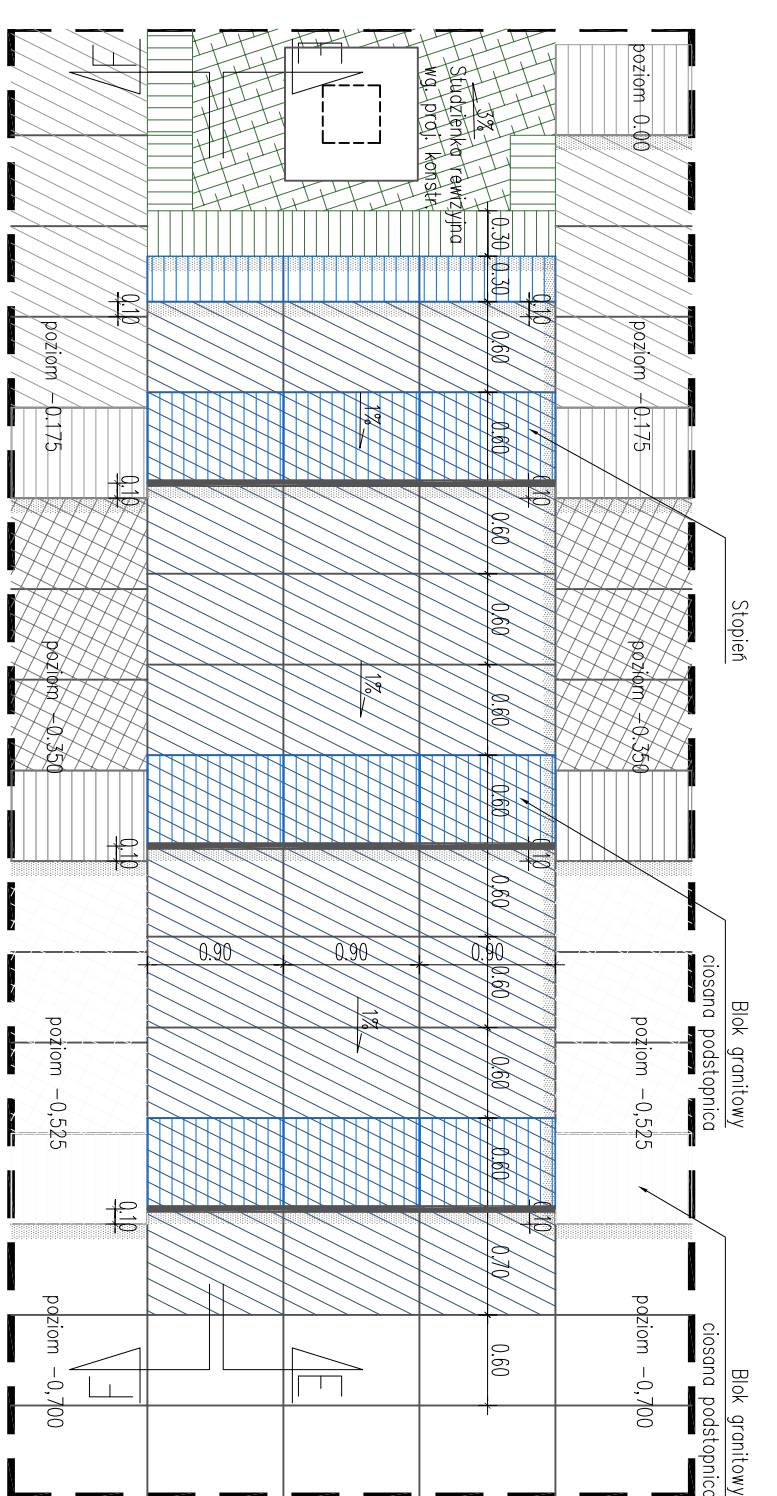 poziom 0.00
3%
Studzienka rewizyjna
wg. proj. konstr.
0.30
0.30
0.10
0.10
0.60
poziom -0.175
poziom -0.175
0.60
1%
0.10
0.10
Stopień
0.60
0.60
0.60
1%
poziom -0.350
poziom -0.350
0.60
0.10
0.10
Blok granitowy
ciosana podstopnica
0.60
0.90
0.90
0.90
0.60
0.60
1%
poziom -0,525
poziom -0,525
0.60
0.10
0.10
Blok granitowy
ciosana podstopnica
0.70
0.60
poziom -0,700
poziom -0,700
E
F
E
F